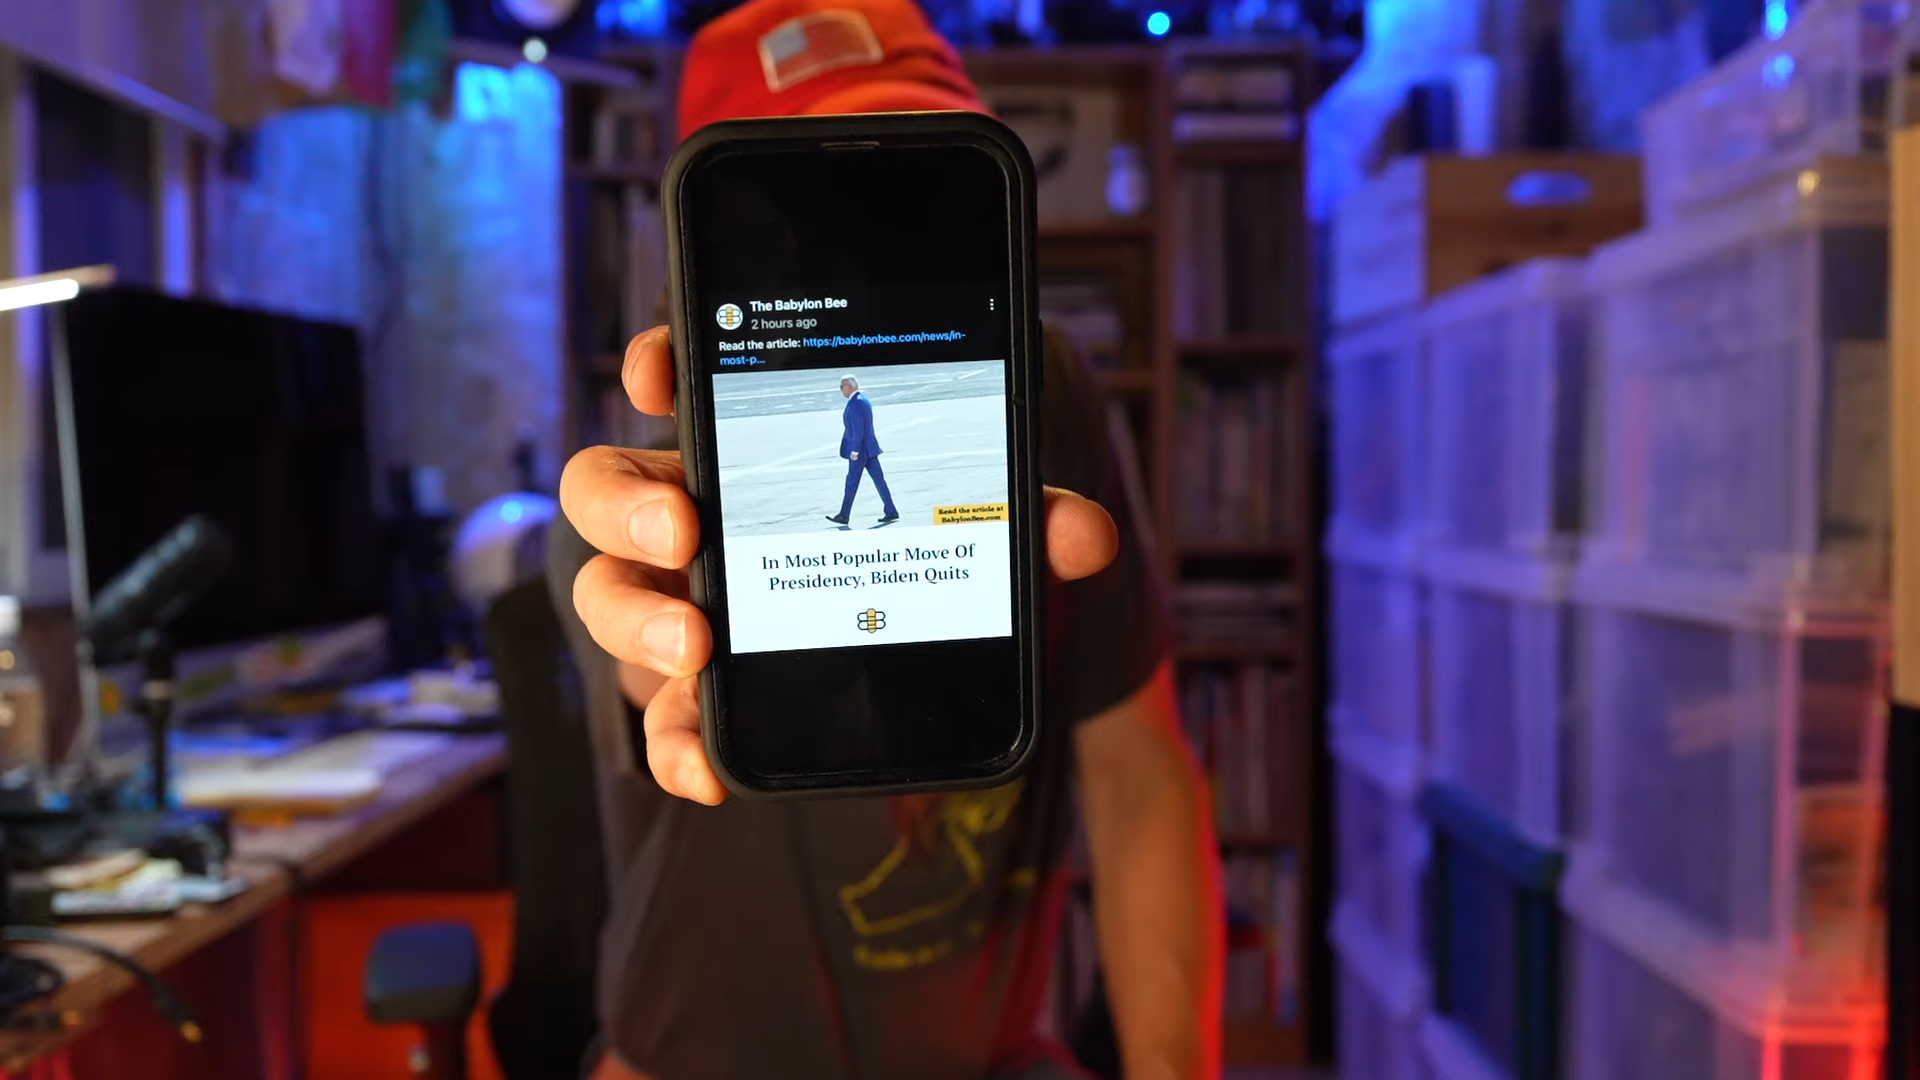 The Babylon Bee
2 hours ago
Read the article: https://babylonbee.com/news/in-
most-p...
Read the article at
BabylonBee.com
In Most Popular Move Of
Presidency, Biden Quits